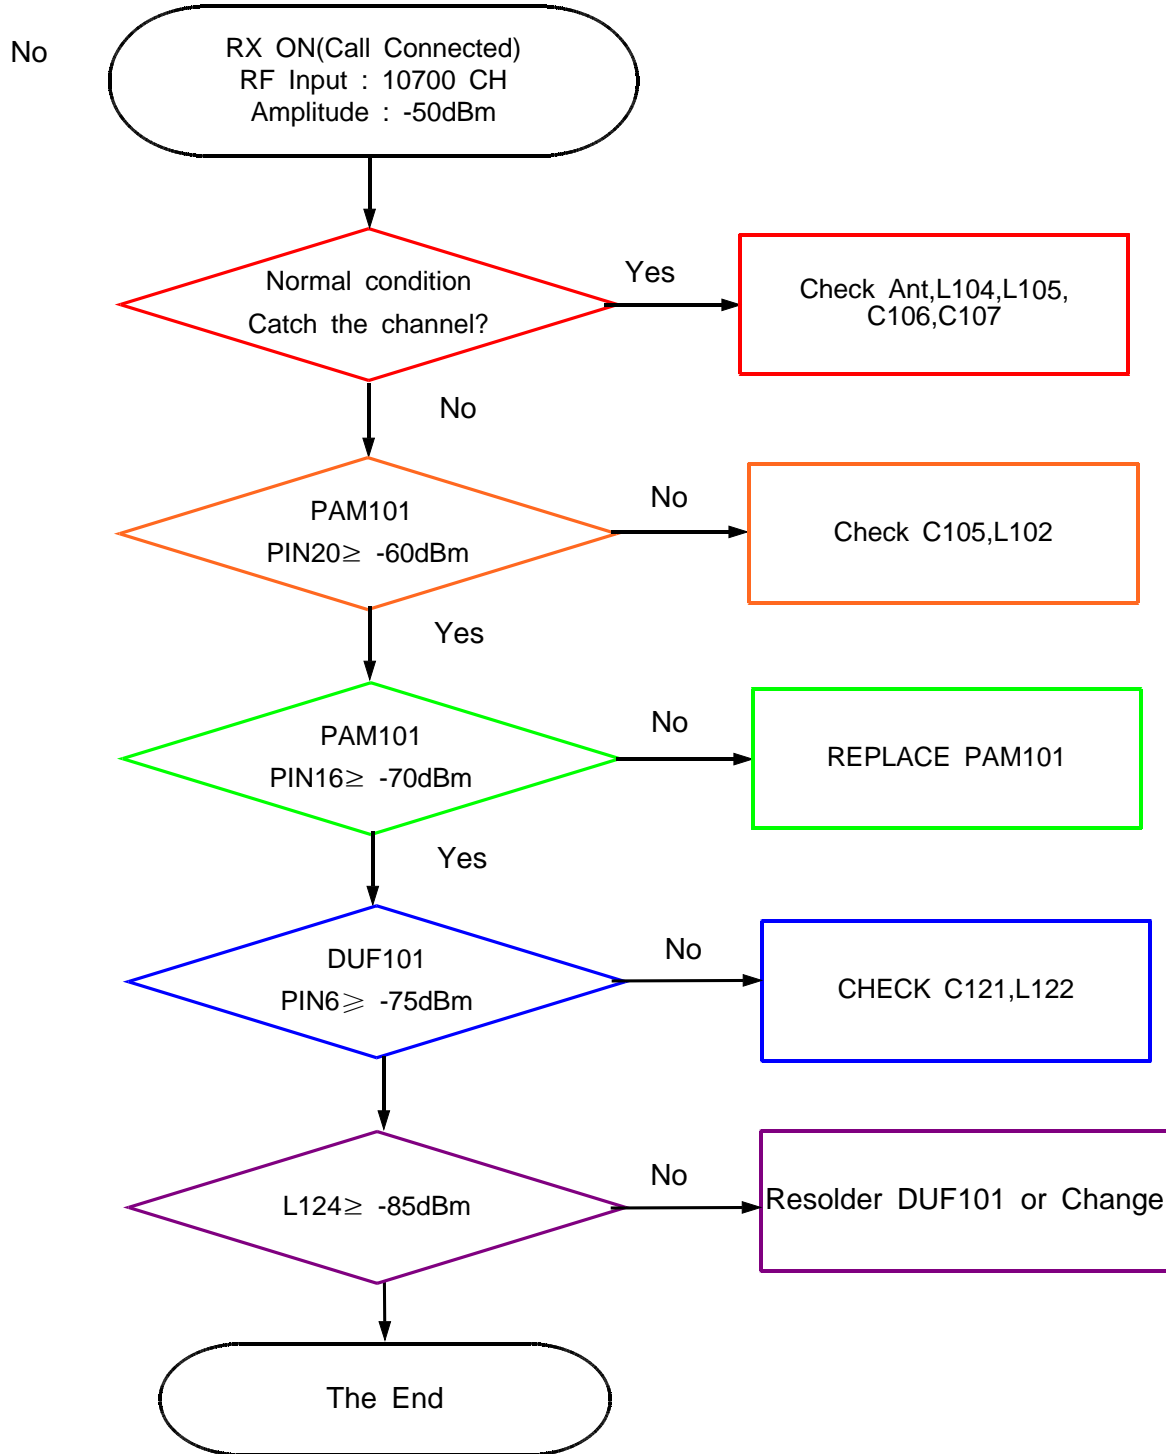 No
RX ON(Call Connected)
RF Input : 10700 CH
Amplitude : -50dBm
Normal condition
Catch the channel?
Yes
Check Ant,L104,L105,
C106,C107
No
PAM101
PIN20≥ -60dBm
No
Check C105,L102
Yes
PAM101
PIN16≥ -70dBm
No
REPLACE PAM101
Yes
DUF101
PIN6≥ -75dBm
No
CHECK C121,L122
L124≥ -85dBm
No
Resolder DUF101 or Change
The End